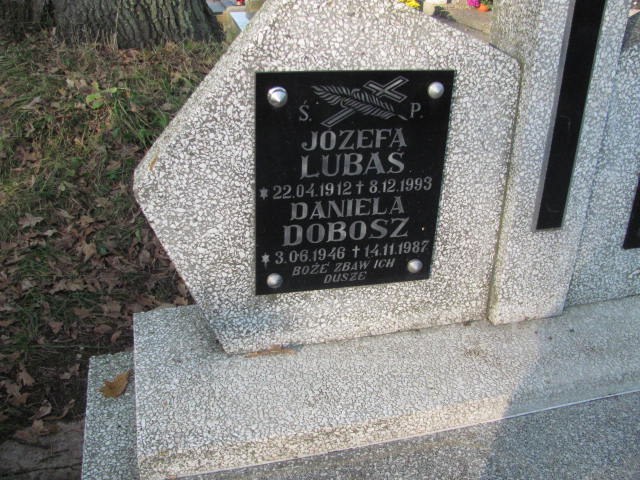 Ś. P.
JÓZEFA
LUBAŚ
✶ 22.04.1912 ✝ 8.12.1993
DANIELA
DOBOSZ
✶ 3.06.1946 ✝ 14.11.1987
BOŻE ZBAW ICH
DUSZE